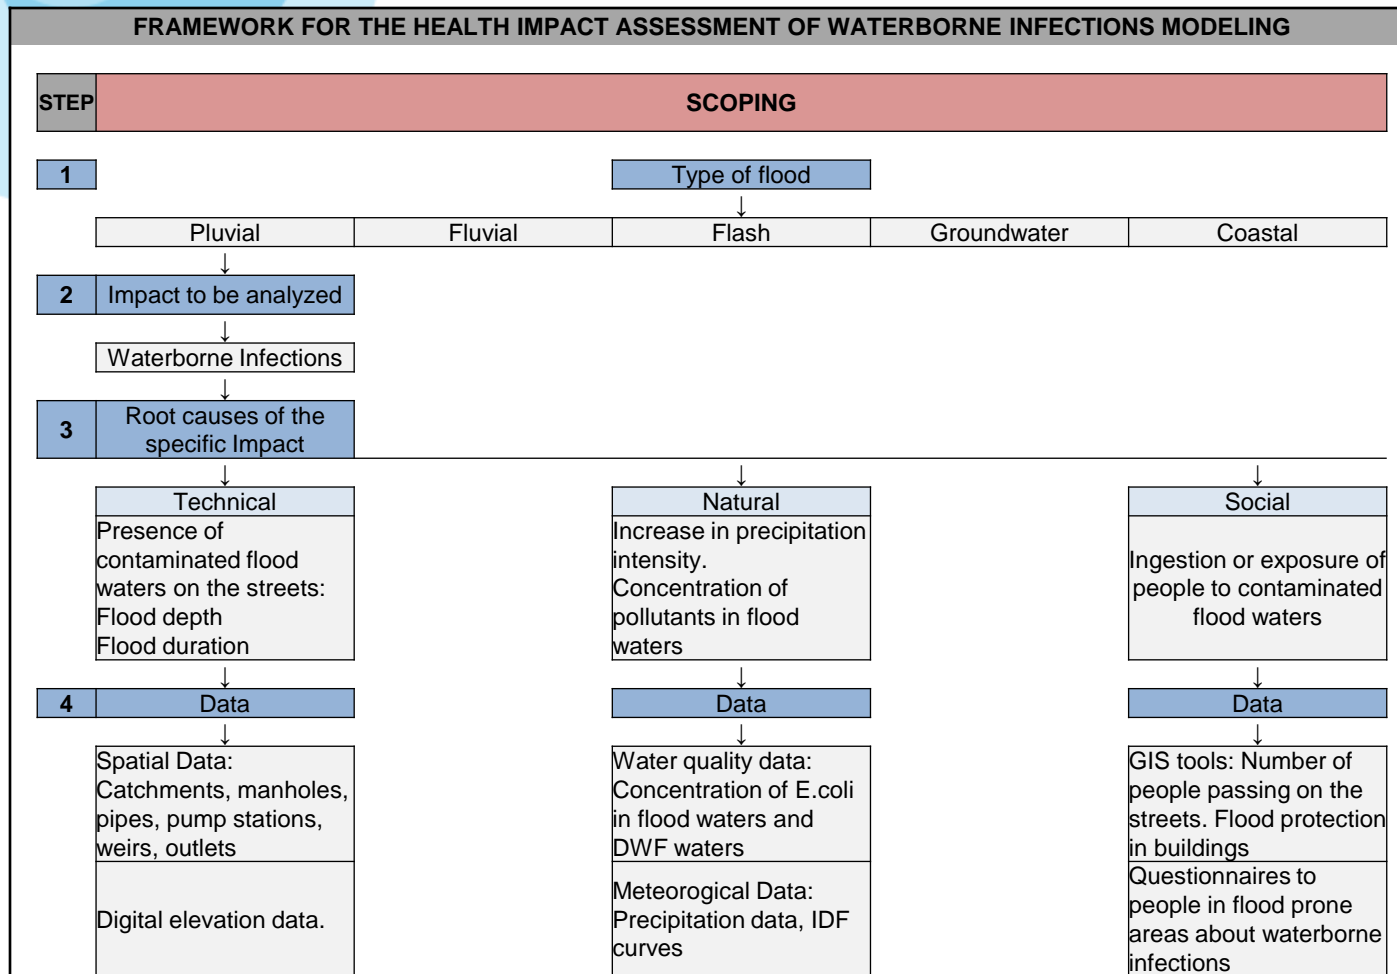 FRAMEWORK FOR THE HEALTH IMPACT ASSESSMENT OF WATERBORNE INFECTIONS MODELING
STEP
SCOPING
1
Type of flood
↓
Pluvial
Fluvial
Flash
Groundwater
Coastal
↓
2
Impact to be analyzed
↓
Waterborne Infections
↓
3
Root causes of the
specific Impact
↓
↓
↓
Technical
Natural
Social
Presence of
contaminated flood
waters on the streets:
Flood depth
Flood duration
Increase in precipitation
intensity.
Concentration of
pollutants in flood
waters
Ingestion or exposure of
people to contaminated
flood waters
↓
↓
↓
4
Data
Data
Data
↓
↓
↓
Spatial Data:
Catchments, manholes,
pipes, pump stations,
weirs, outlets
Water quality data:
Concentration of E.coli
in flood waters and
DWF waters
GIS tools: Number of
people passing on the
streets. Flood protection
in buildings
Digital elevation data.
Meteorogical Data:
Precipitation data, IDF
curves
Questionnaires to
people in flood prone
areas about waterborne
infections